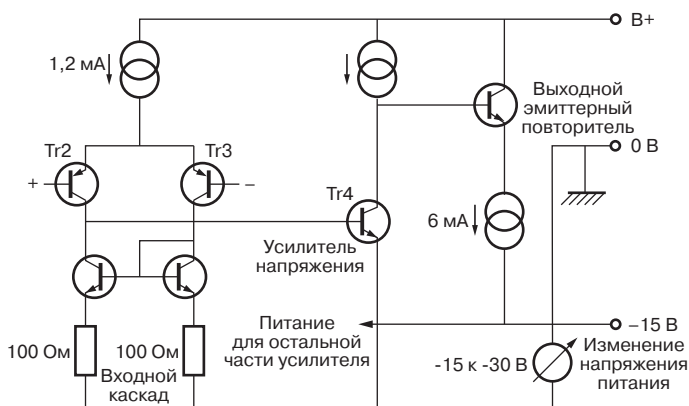 B+
1,2 мА
Выходной
эмиттерный
повторитель
Tr2
Tr3
0 В
+
–
Tr4
6 мА
Усилитель
напряжения
Питание
для остальной
части усилителя
–15 В
100 Ом
100 Ом
Входной
каскад
-15 к -30 В
Изменение
напряжения
питания